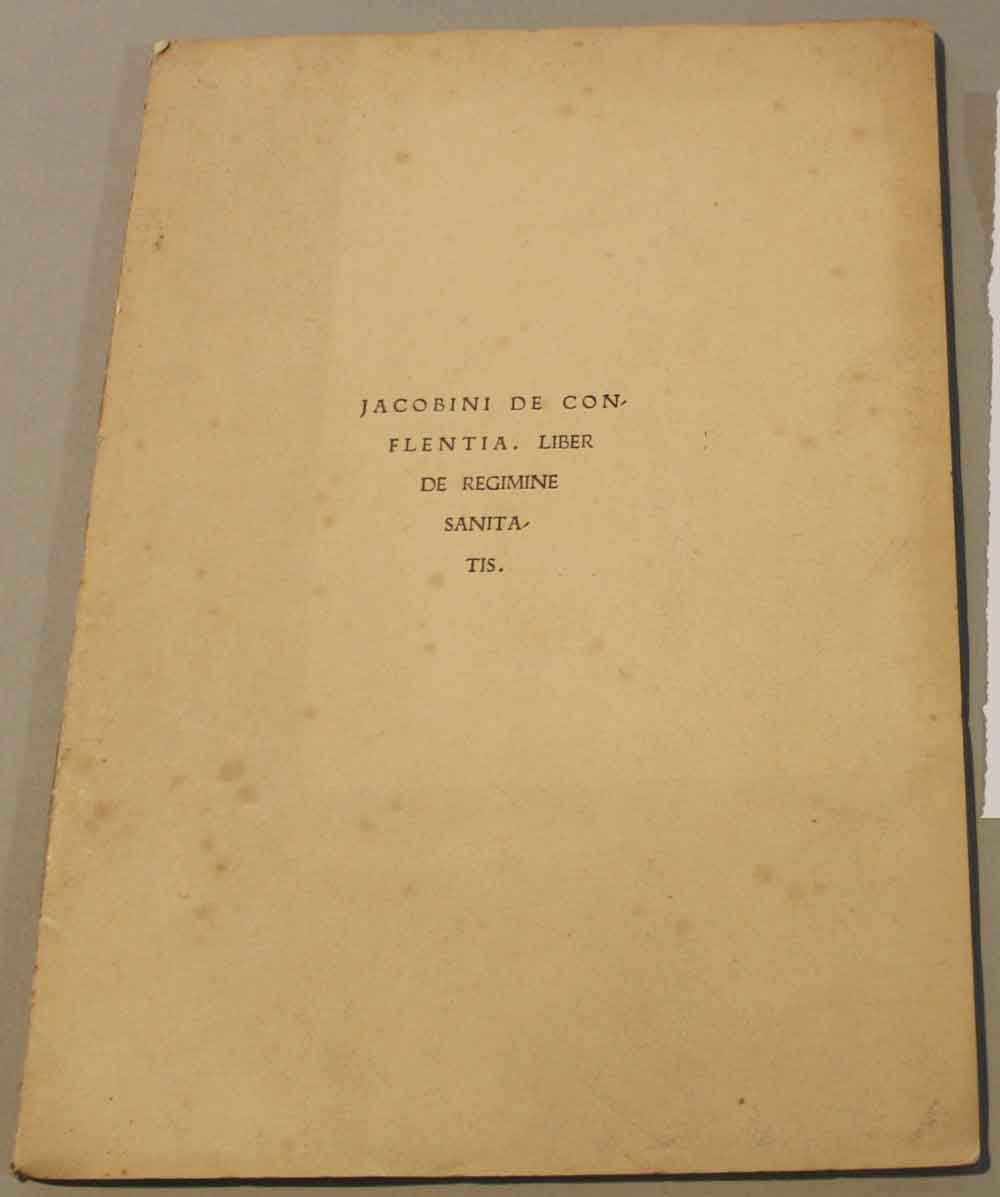 JACOBINI DE CON-
FLENTIA. LIBER
DE REGIMINE
SANITA-
TIS.